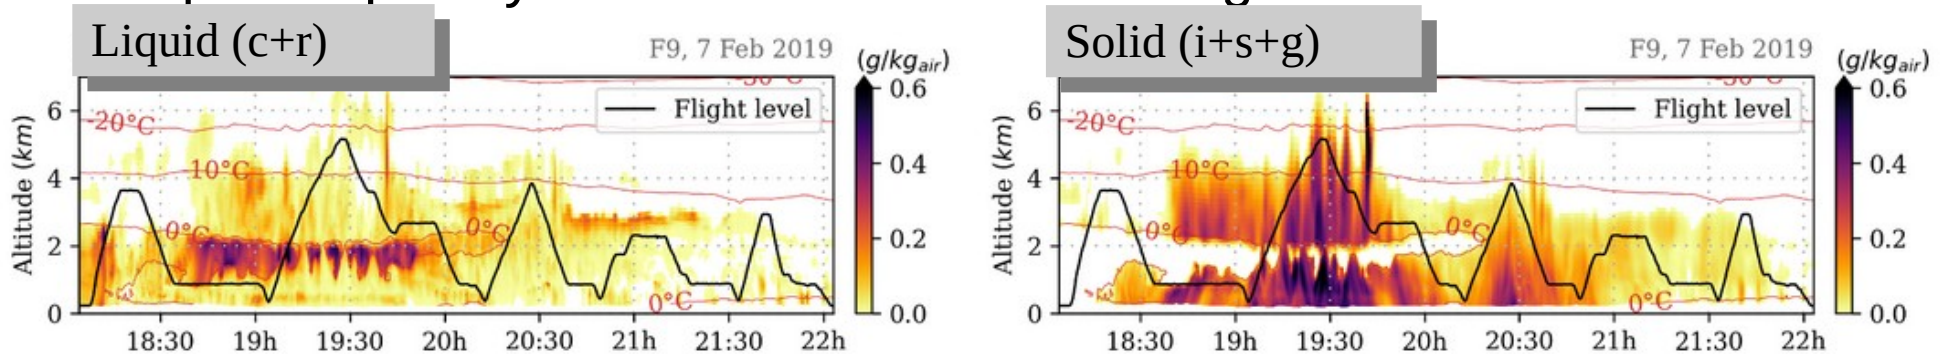 Liquid (c+r)
F9, 7 Feb 2019
(g/kg_air)
Flight level
-20°C
10°C
0°C
0°C
0°C
Altitude (km)
6
4
2
0
18:30 19h 19:30 20h 20:30 21h 21:30 22h
0.6
0.4
0.2
0.0
Solid (i+s+g)
F9, 7 Feb 2019
(g/kg_air)
Flight level
-20°C
10°C
0°C
0°C
0°C
Altitude (km)
6
4
2
0
18:30 19h 19:30 20h 20:30 21h 21:30 22h
0.6
0.4
0.2
0.0